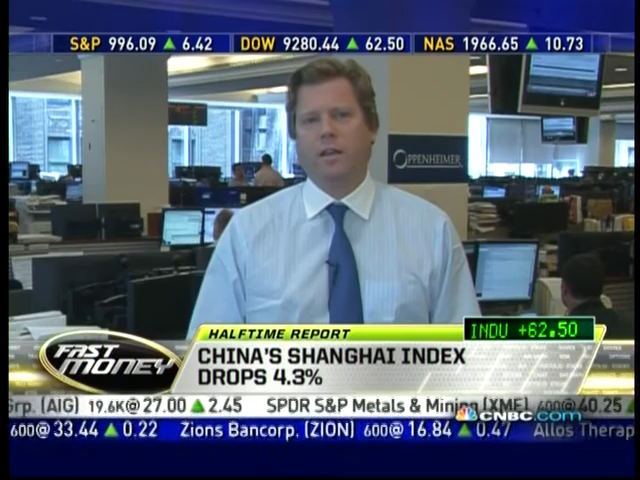 S&P 996.09 ▲ 6.42 DOW 9280.44 ▲ 62.50 NAS 1966.65 ▲ 10.73
OPPENHEIMER
INDU +62.50
HALFTIME REPORT
FAST MONEY
CHINA'S SHANGHAI INDEX
DROPS 4.3%
Grp. (AIG) 19.6K@27.00 ▲ 2.45 SPDR S&P Metals & Mining (XME) 600@40.25
CNBC.com
600@33.44 ▲ 0.22 Zions Bancorp. (ZION) 600@16.84 ▲ 0.47 Allos Therap